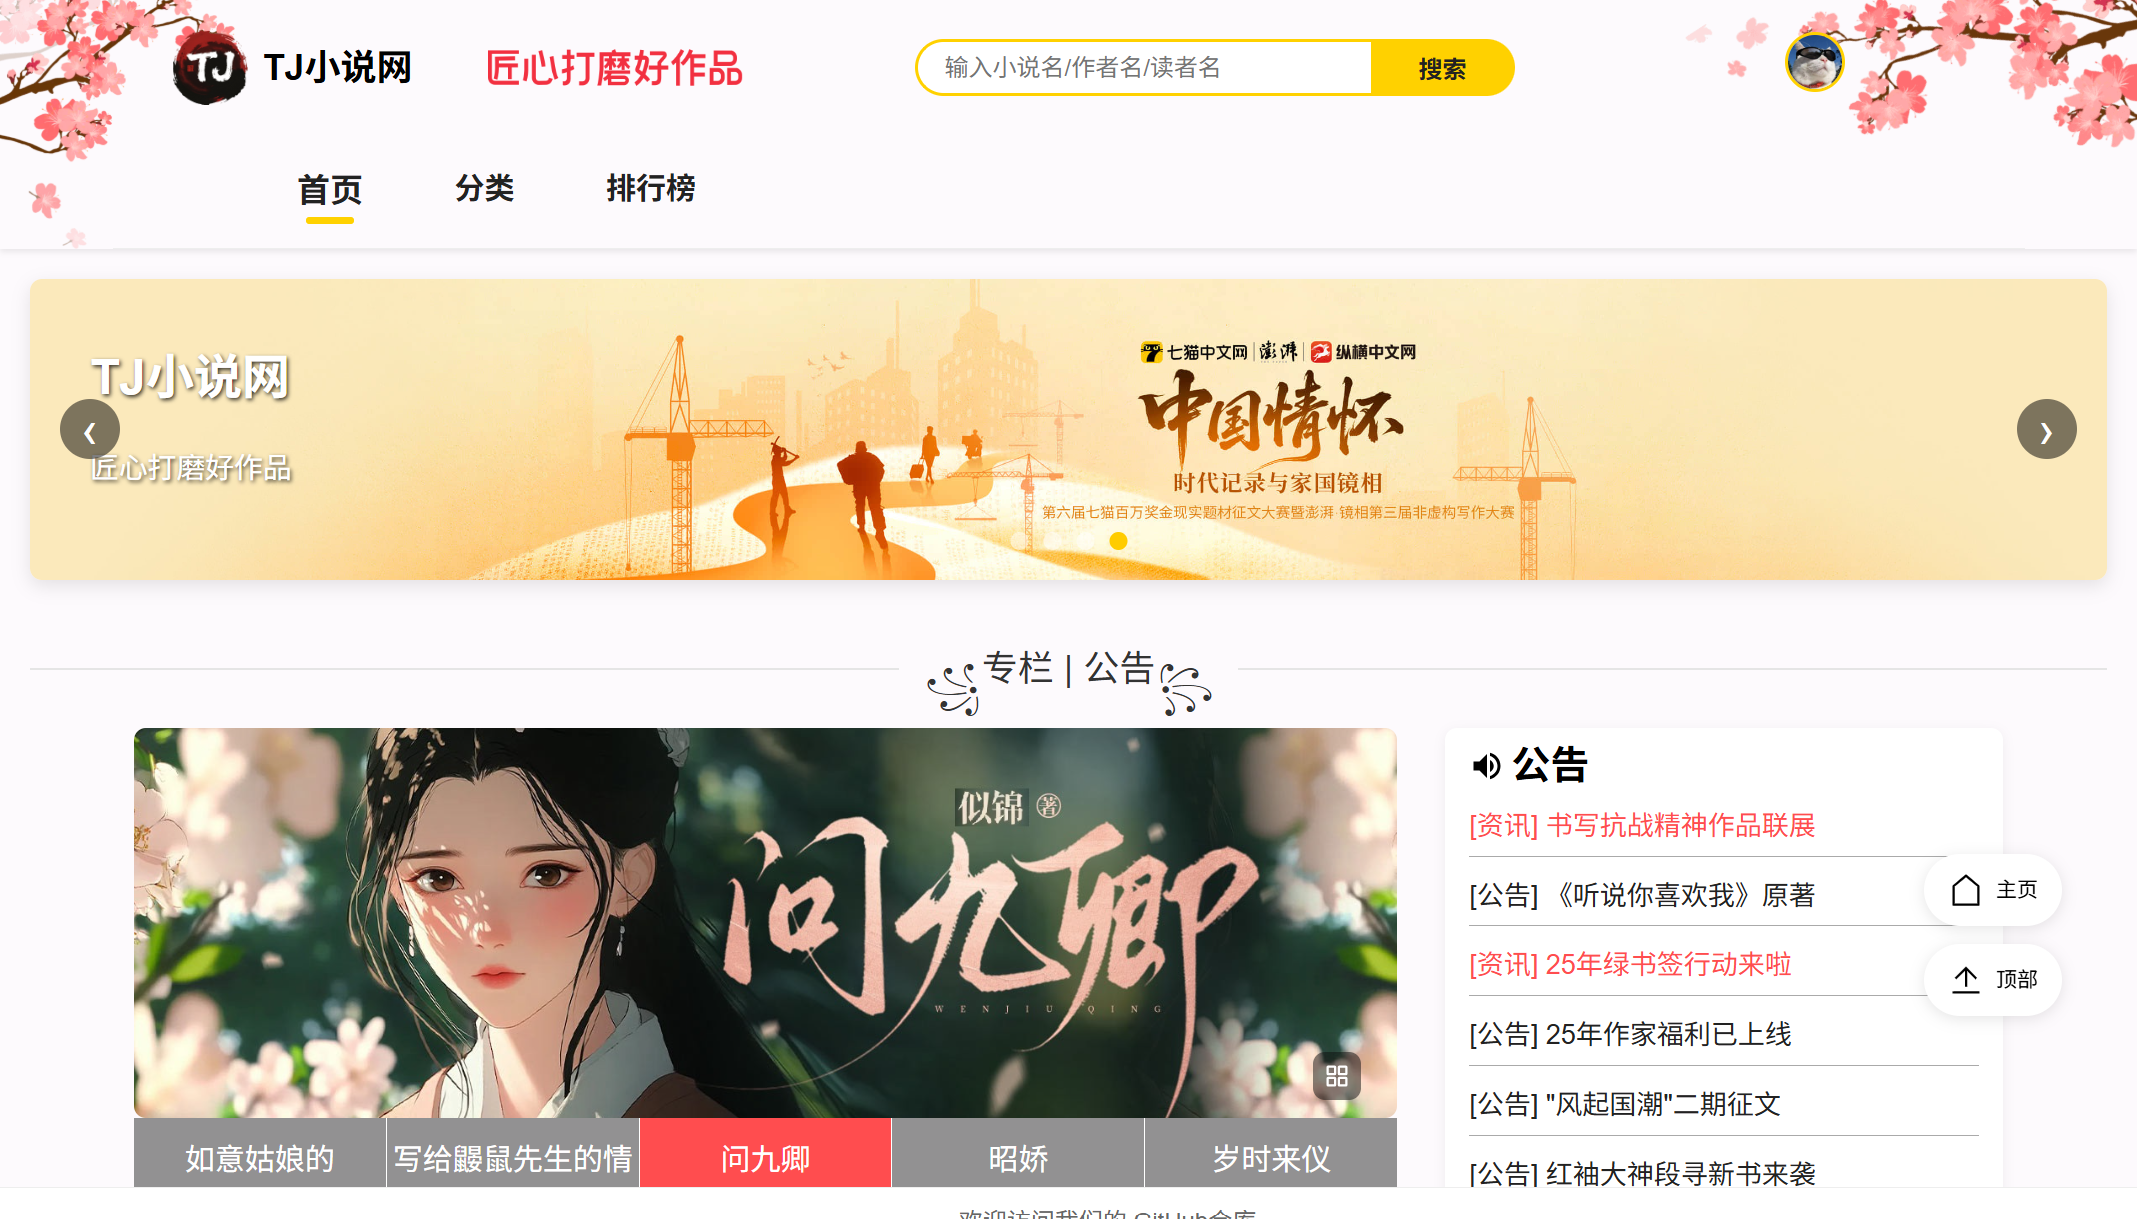 TJ TJ小说网 匠心打磨好作品 输入小说名/作者名/读者名 搜索
首页 分类 排行榜
七猫中文网 | 澎湃 | 纵横中文网
TJ小说网
中国情怀
匠心打磨好作品
时代记录与家国镜相
第六届七猫百万奖金现实题材征文大赛暨澎湃·镜相第三届非虚构写作大赛
专栏 | 公告
似锦 著
问九卿
WENJIU QING
如意姑娘的 写给鼹鼠先生的情 问九卿 昭娇 岁时来仪
公告
[资讯] 书写抗战精神作品联展
[公告] 《听说你喜欢我》原著
[资讯] 25年绿书签行动来啦
[公告] 25年作家福利已上线
[公告] "风起国潮"二期征文
[公告] 红袖大神段寻新书来袭
主页
顶部
欢迎访问我们的 GitHub仓库